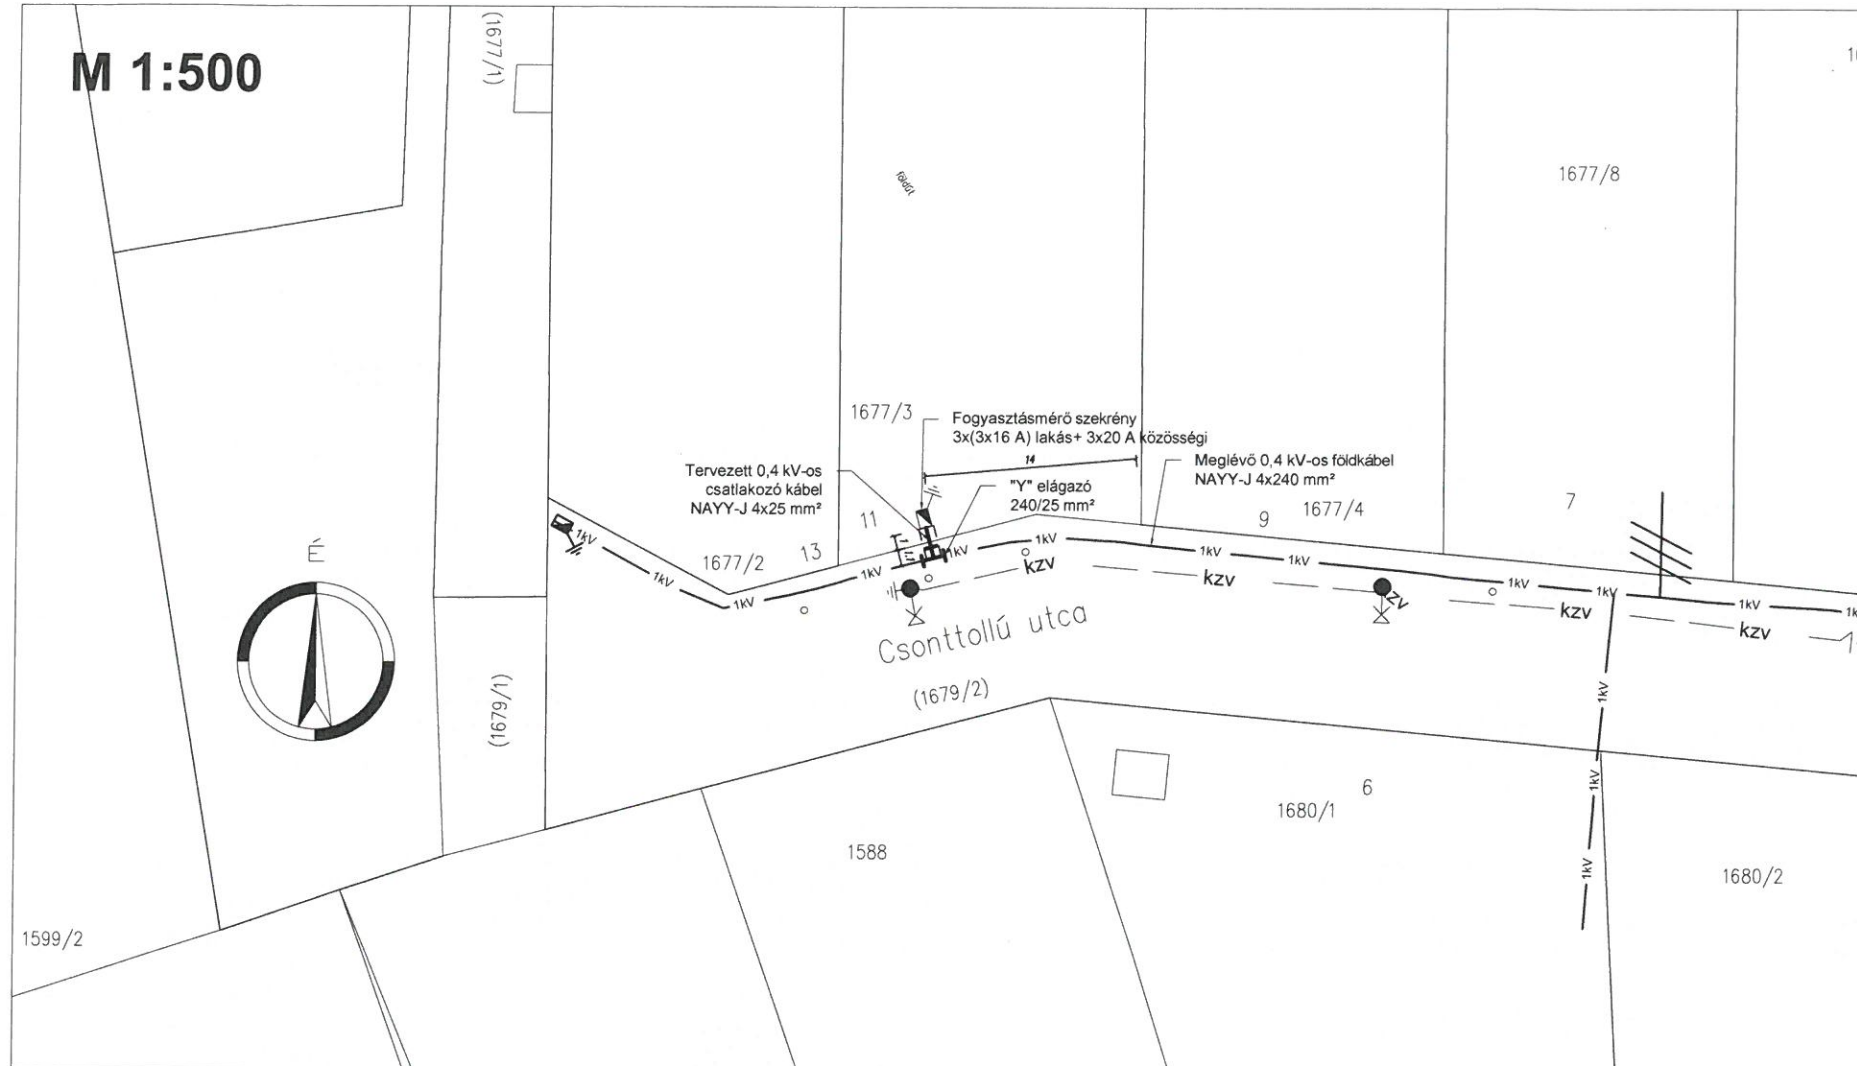 M 1:500
(1677/1)
földút
1677/8
1677/3
Fogyasztásmérő szekrény
3x(3x16 A) lakás+ 3x20 A közösségi
14
Tervezett 0,4 kV-os
csatlakozó kábel
NAYY-J 4x25 mm²
"Y" elágazó
240/25 mm²
Meglévő 0,4 kV-os földkábel
NAYY-J 4x240 mm²
11
9
1677/4
7
É
1677/2
13
1kV
1kV
1kV
1kV
1kV
1kV
1kV
1kV
1kV
1kV
1kV
kzv
kzv
zv
kzv
kzv
Csonttollú utca
(1679/2)
(1679/1)
1kV
1kV
1kV
6
1680/1
1588
1680/2
1599/2